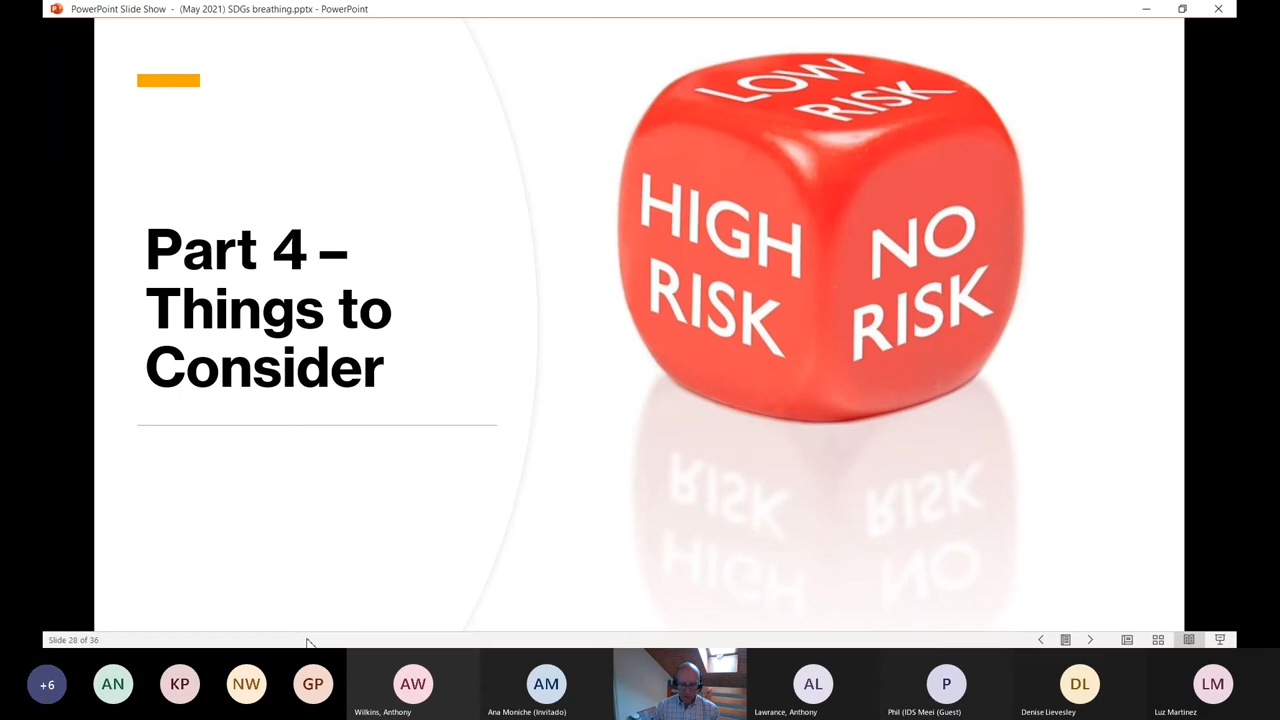 PowerPoint Slide Show - (May 2021) SDGs breathing.pptx - PowerPoint
Part 4 –
Things to
Consider
LOW
RISK
HIGH
RISK
NO
RISK
Slide 28 of 36
+6
AN
KP
NW
GP
AW
Wilkins, Anthony
AM
Ana Moniche (Invitado)
AL
Lawrance, Anthony
P
Phil (IDS Meei (Guest)
DL
Denise Lievesley
LM
Luz Martinez